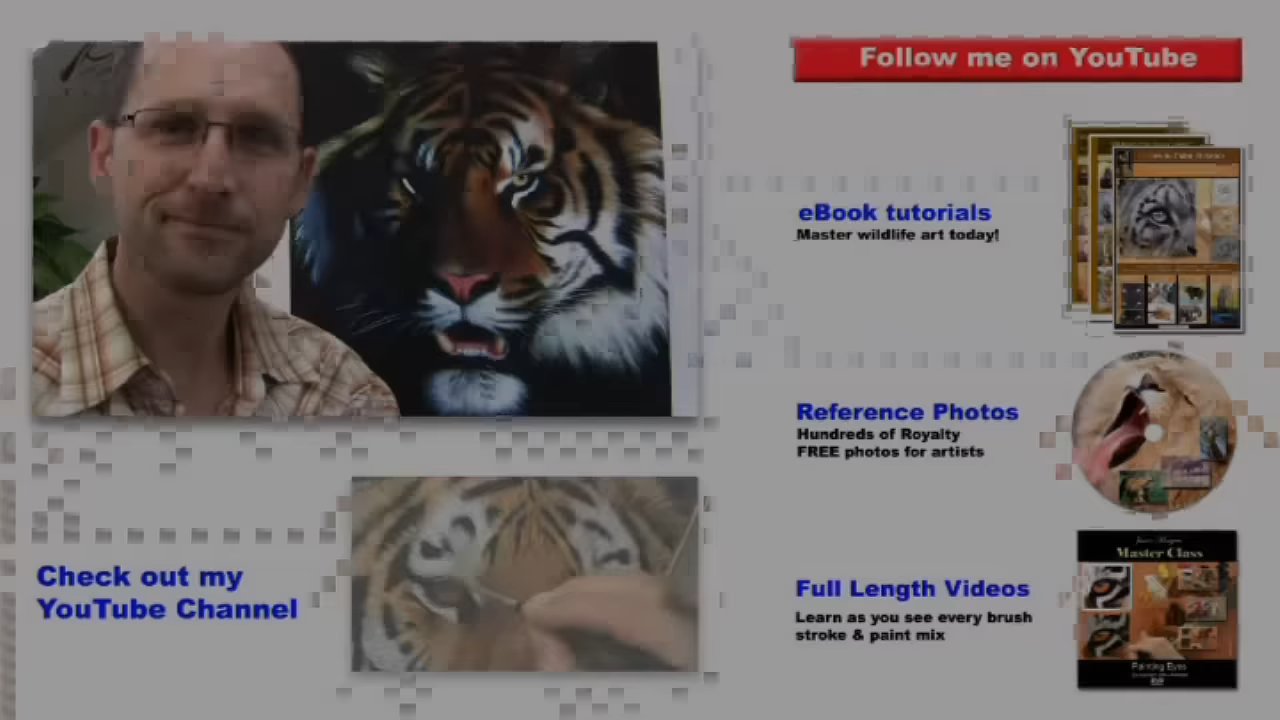 Follow me on YouTube
eBook tutorials
Master wildlife art today!
Reference Photos
Hundreds of Royalty
FREE photos for artists
Check out my
YouTube Channel
Full Length Videos
Learn as you see every brush
stroke & paint mix
Master Class
Painting Eyes